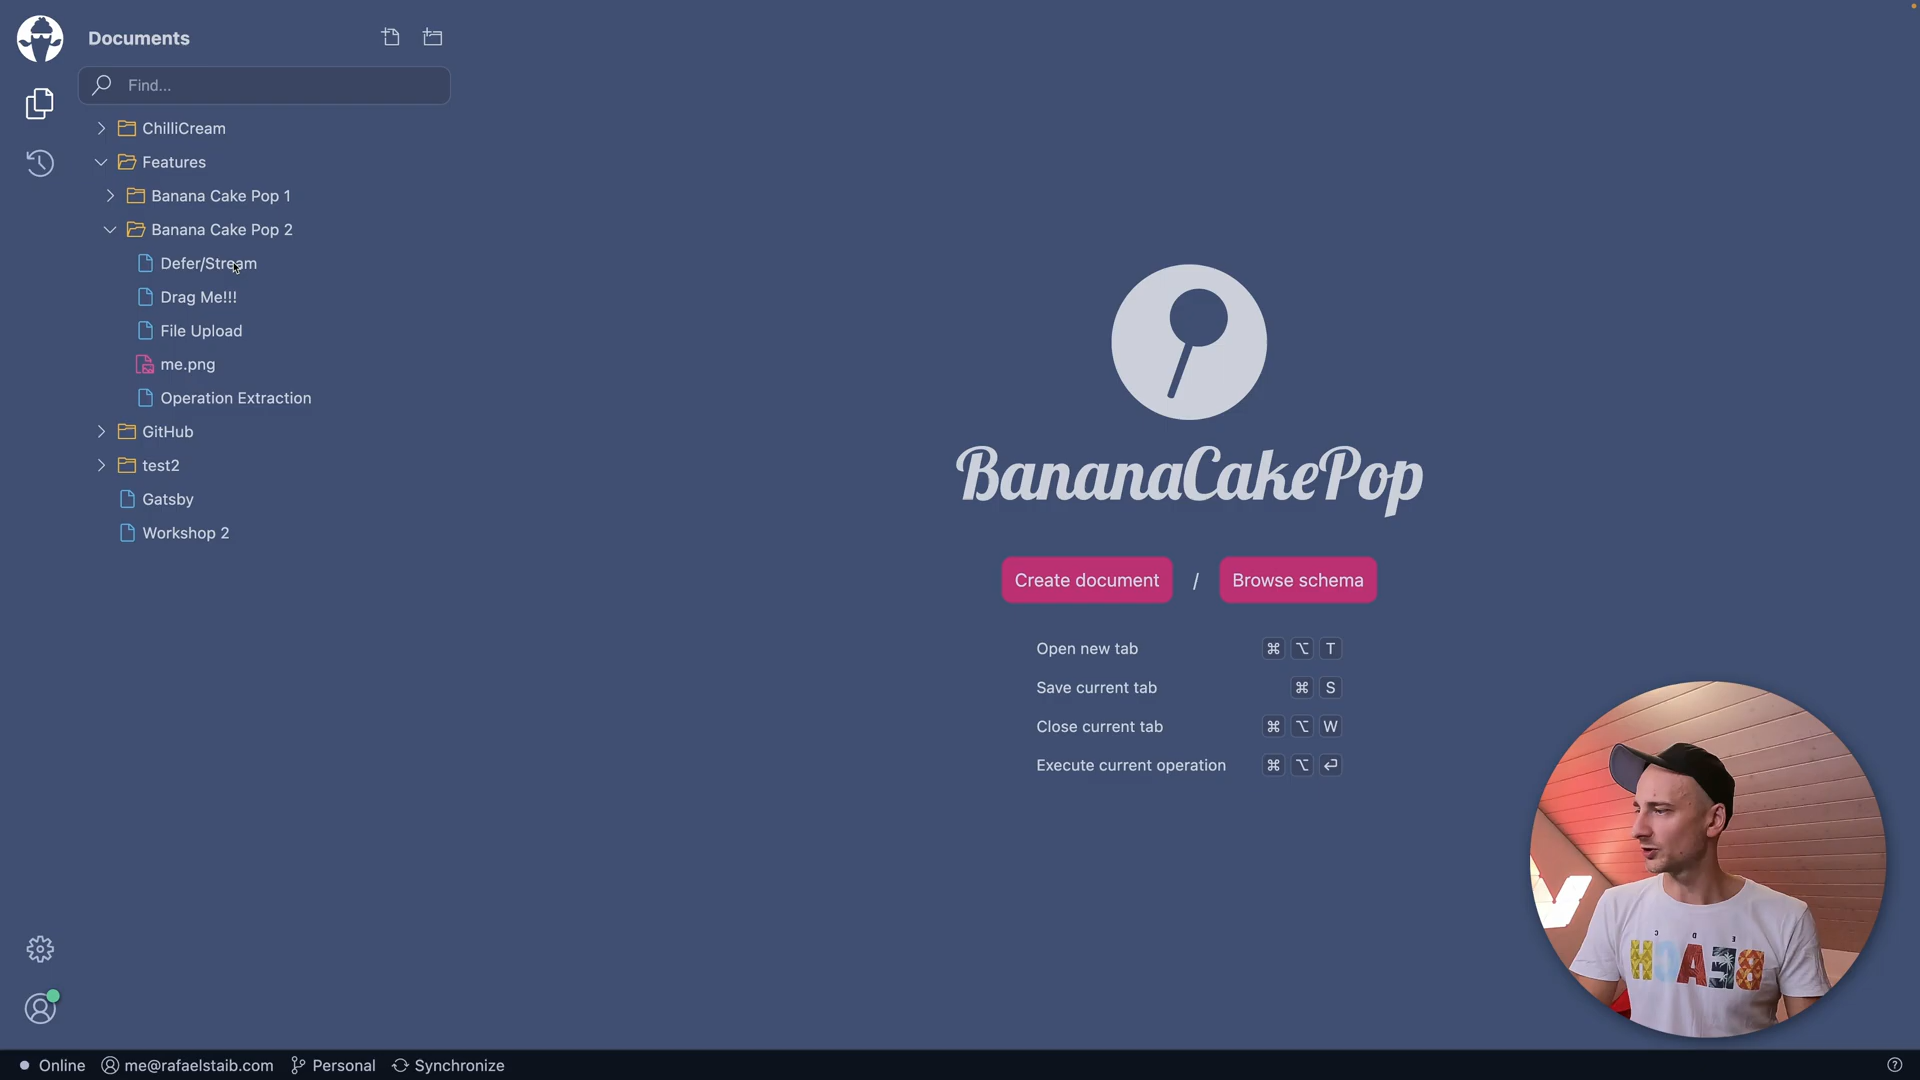 Documents
Find...
ChilliCream
Features
Banana Cake Pop 1
Banana Cake Pop 2
Defer/Stream
Drag Me!!!
File Upload
me.png
Operation Extraction
GitHub
test2
Gatsby
Workshop 2
BananaCakePop
Create document / Browse schema
Open new tab ⌘ ⌥ T
Save current tab ⌘ S
Close current tab ⌘ ⌥ W
Execute current operation ⌘ ⌥ ↵
BEACH
Online me@rafaelstaib.com Personal Synchronize